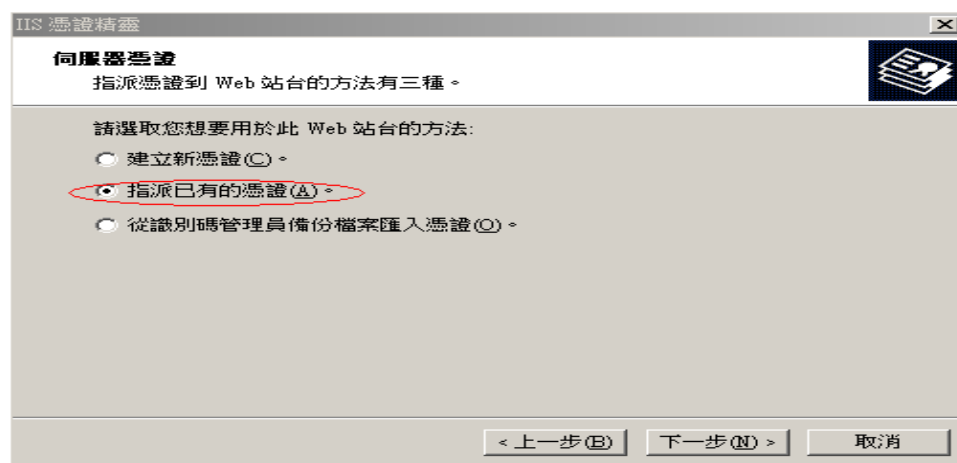 IIS 憑證精靈
伺服器憑證
指派憑證到 Web 站台的方法有三種。
請選取您想要用於此 Web 站台的方法:
建立新憑證(C)。
指派已有的憑證(A)。
從識別碼管理員備份檔案匯入憑證(O)。
< 上一步(B) 下一步(N) > 取消